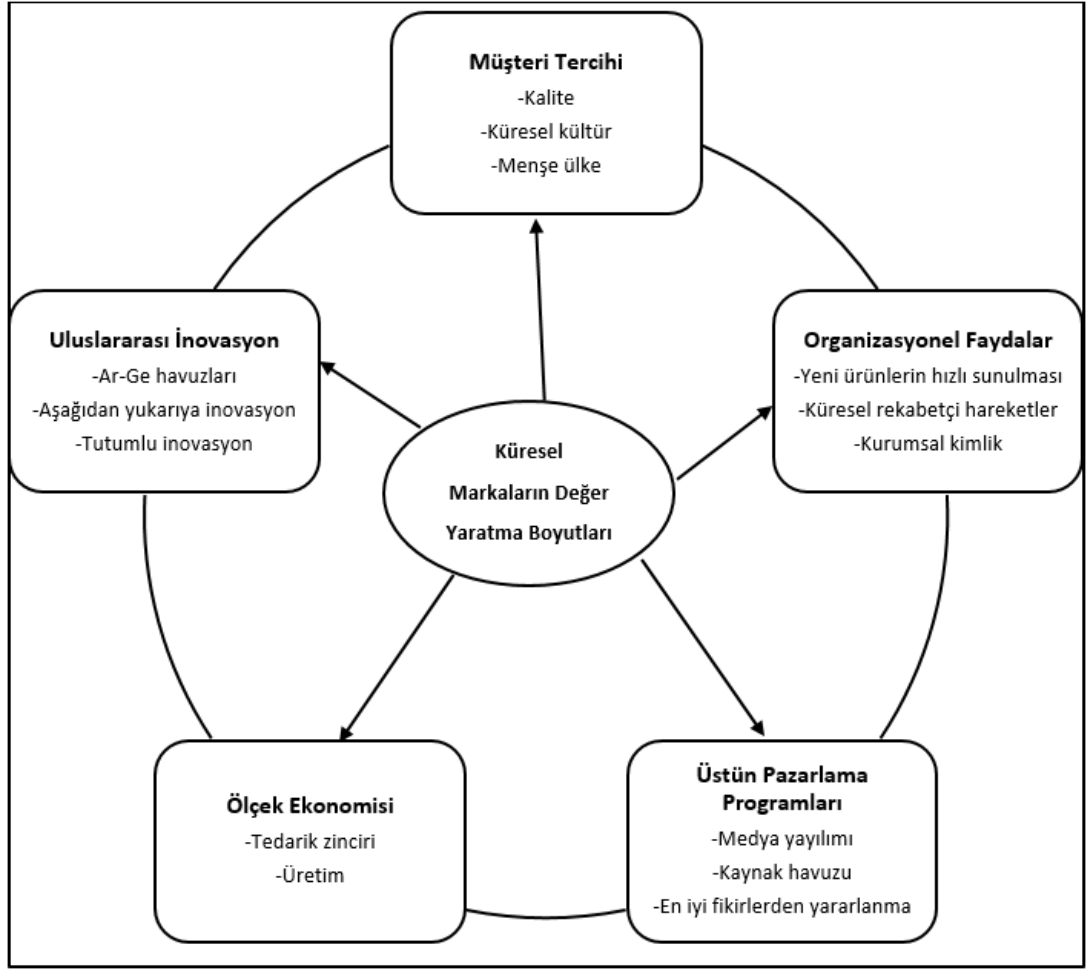 Müşteri Tercihi
-Kalite
-Küresel kültür
-Menşe ülke
Uluslararası İnovasyon
-Ar-Ge havuzları
-Aşağıdan yukarıya inovasyon
-Tutumlu inovasyon
Organizasyonel Faydalar
-Yeni ürünlerin hızlı sunulması
-Küresel rekabetçi hareketler
-Kurumsal kimlik
Küresel
Markaların Değer
Yaratma Boyutları
Ölçek Ekonomisi
-Tedarik zinciri
-Üretim
Üstün Pazarlama
Programları
-Medya yayılımı
-Kaynak havuzu
-En iyi fikirlerden yararlanma